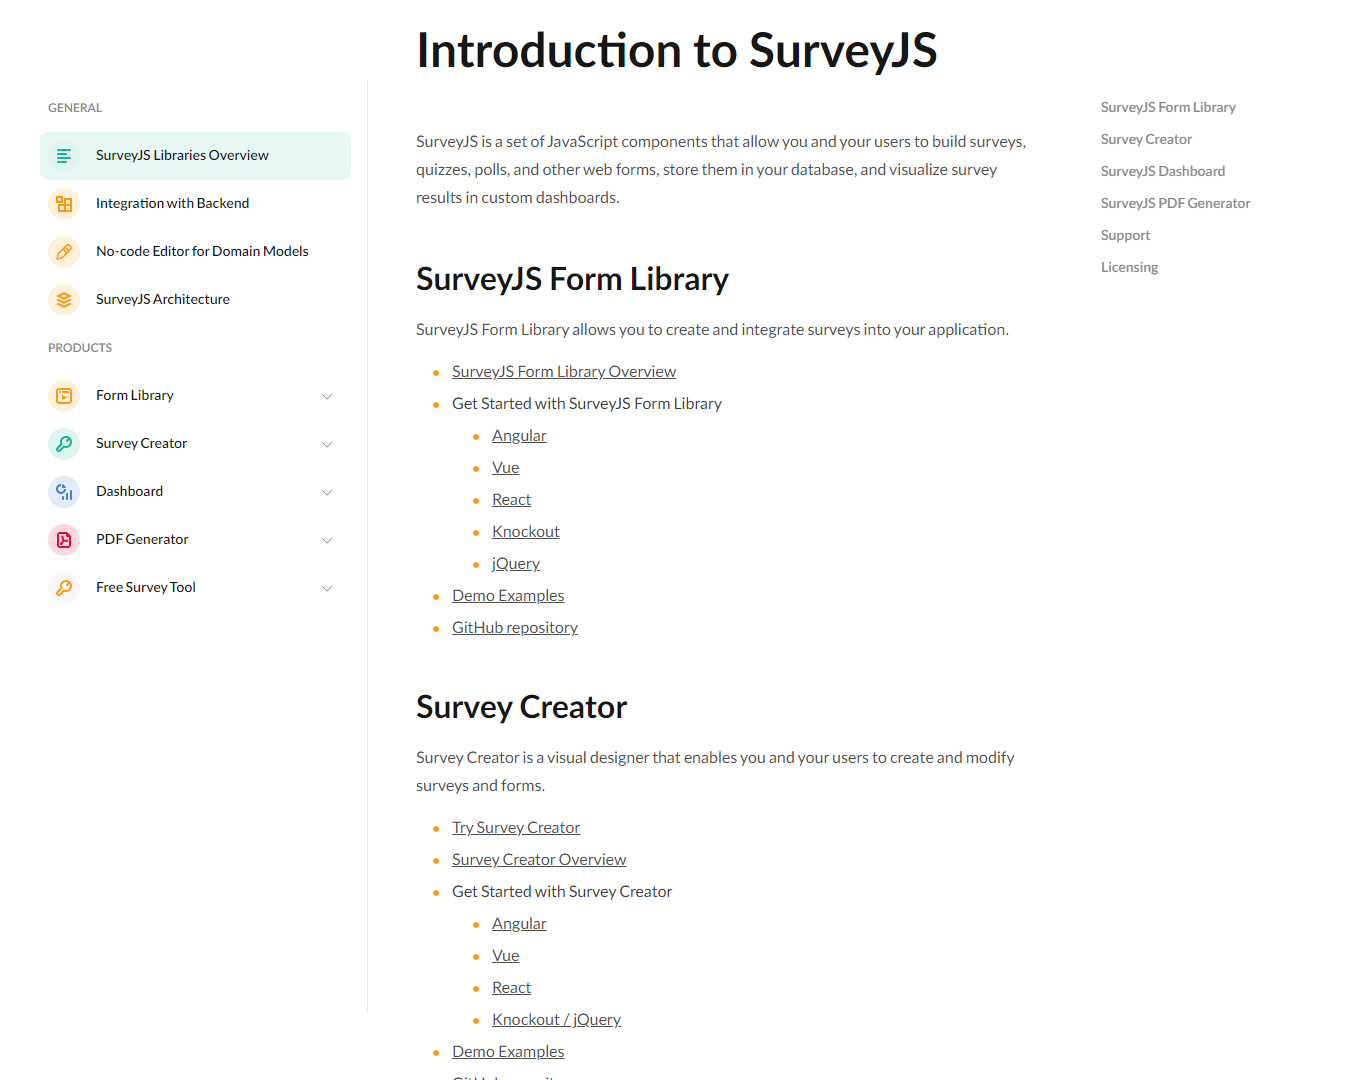 Introduction to SurveyJS
GENERAL
SurveyJS Libraries Overview
Integration with Backend
No-code Editor for Domain Models
SurveyJS Architecture
PRODUCTS
Form Library
Survey Creator
Dashboard
PDF Generator
Free Survey Tool
SurveyJS is a set of JavaScript components that allow you and your users to build surveys,
quizzes, polls, and other web forms, store them in your database, and visualize survey
results in custom dashboards.
SurveyJS Form Library
SurveyJS Form Library allows you to create and integrate surveys into your application.
SurveyJS Form Library Overview
Get Started with SurveyJS Form Library
Angular
Vue
React
Knockout
jQuery
Demo Examples
GitHub repository
Survey Creator
Survey Creator is a visual designer that enables you and your users to create and modify
surveys and forms.
Try Survey Creator
Survey Creator Overview
Get Started with Survey Creator
Angular
Vue
React
Knockout / jQuery
Demo Examples
SurveyJS Form Library
Survey Creator
SurveyJS Dashboard
SurveyJS PDF Generator
Support
Licensing